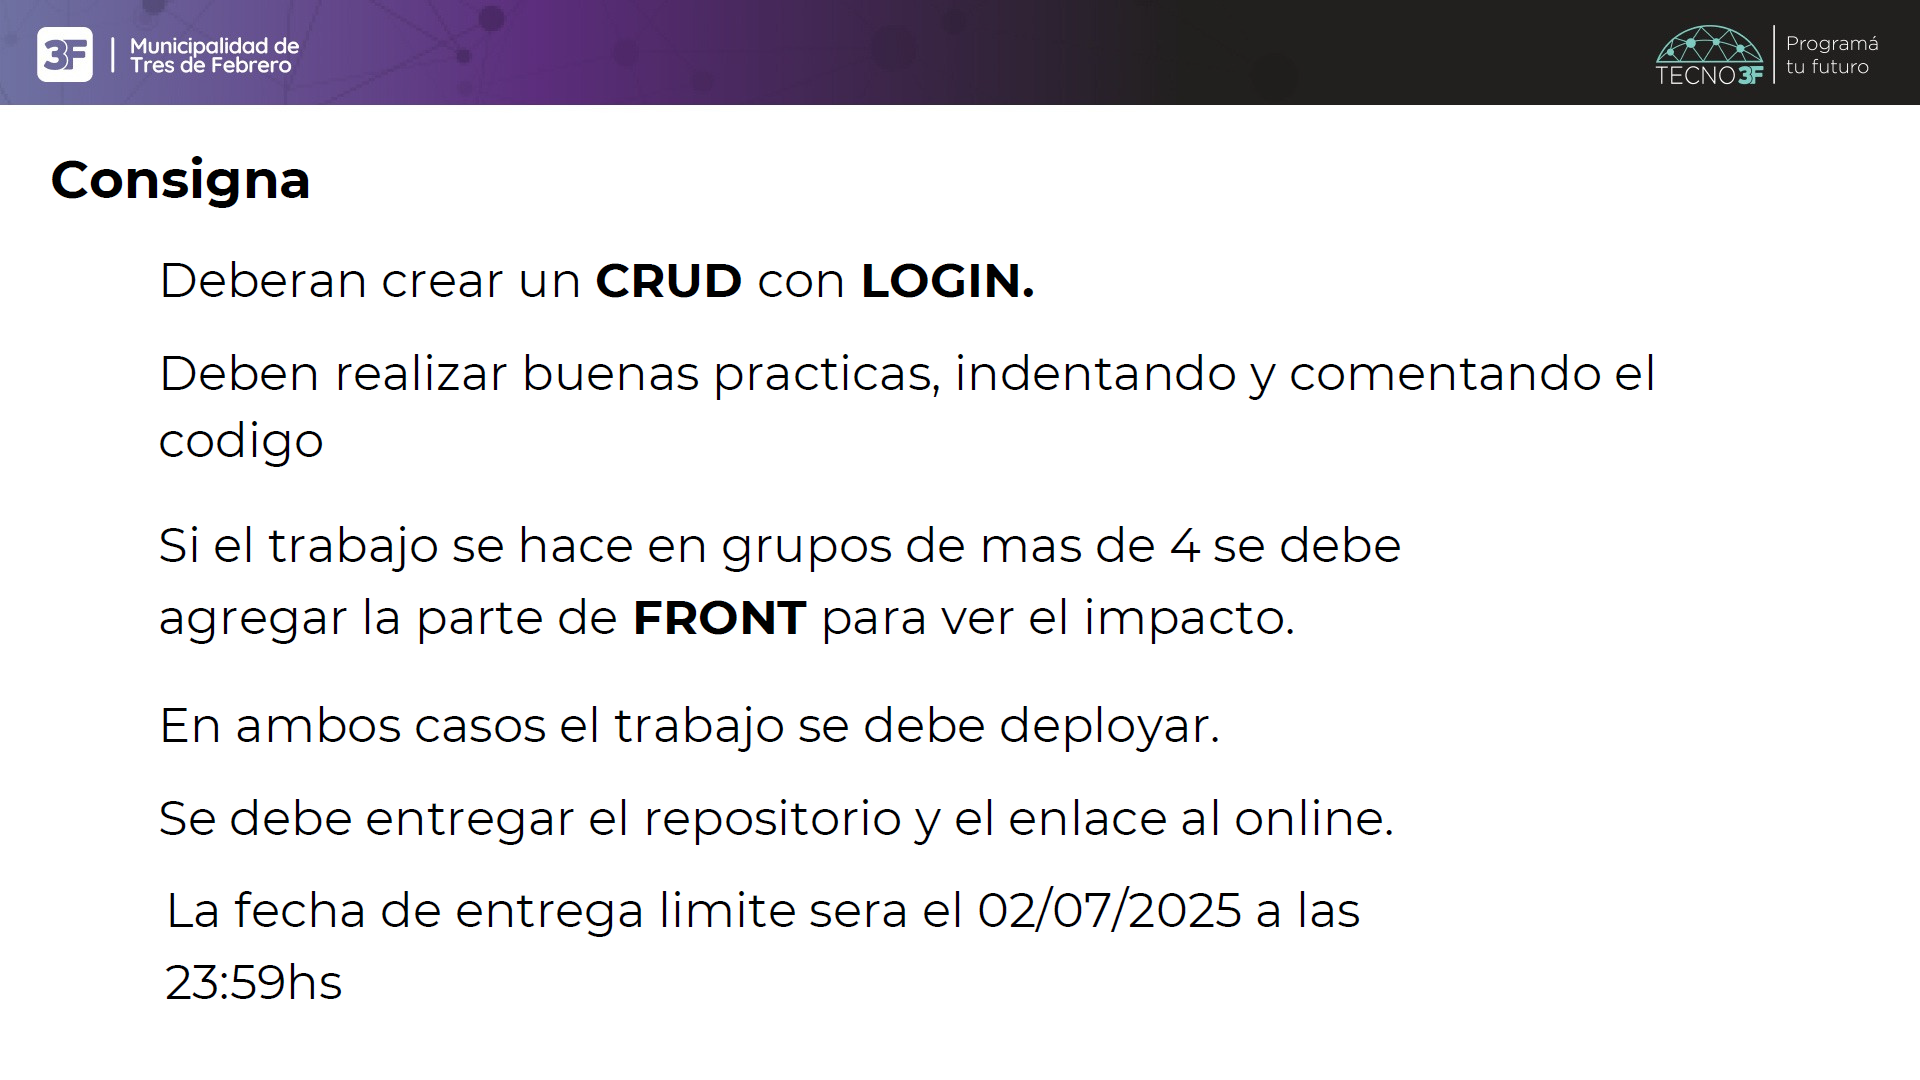 3F
Municipalidad de
Tres de Febrero
TECNO3F
Programá
tu futuro
Consigna
Deberan crear un CRUD con LOGIN.
Deben realizar buenas practicas, indentando y comentando el
codigo
Si el trabajo se hace en grupos de mas de 4 se debe
agregar la parte de FRONT para ver el impacto.
En ambos casos el trabajo se debe deployar.
Se debe entregar el repositorio y el enlace al online.
La fecha de entrega limite sera el 02/07/2025 a las
23:59hs